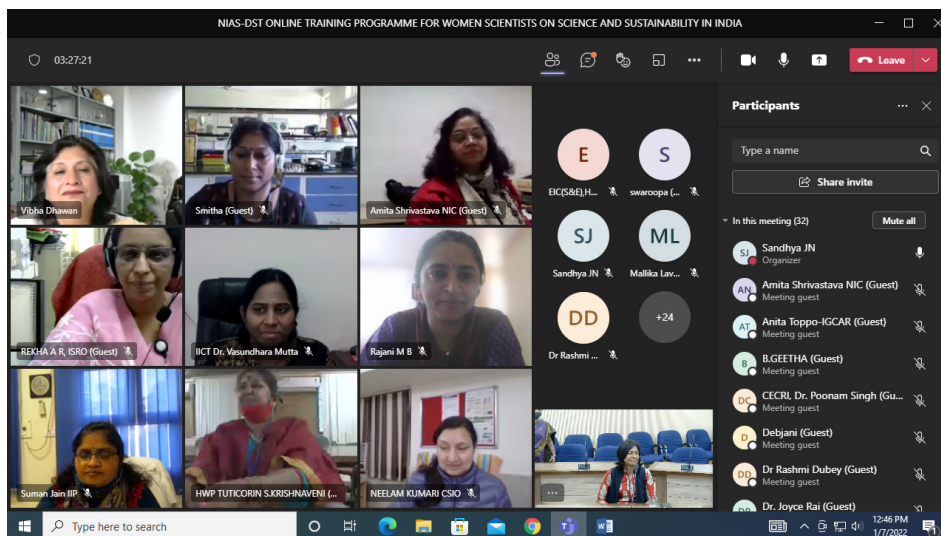 NIAS-DST ONLINE TRAINING PROGRAMME FOR WOMEN SCIENTISTS ON SCIENCE AND SUSTAINABILITY IN INDIA
03:27:21
Leave
Vibha Dhawan
Smitha (Guest)
Amita Shrivastava NIC (Guest)
REKHA A R, ISRO (Guest)
IICT Dr. Vasundhara Mutta
Rajani M B
Suman Jain IIP
HWP TUTICORIN S.KRISHNAVENI (...
NEELAM KUMARI CSIO
E
EIC(S&E),H...
S
swaroopa (...
SJ
Sandhya JN
ML
Mallika Lav...
DD
Dr Rashmi ...
+24
Participants
Type a name
Share invite
In this meeting (32)
Mute all
SJ
Sandhya JN
Organizer
AN
Amita Shrivastava NIC (Guest)
Meeting guest
AT
Anita Toppo-IGCAR (Guest)
Meeting guest
B
B.GEETHA (Guest)
Meeting guest
DC
CECRI, Dr. Poonam Singh (Gu...
Meeting guest
D
Debjani (Guest)
Meeting guest
DD
Dr Rashmi Dubey (Guest)
Meeting guest
DR
Dr. Joyce Rai (Guest)
Type here to search
12:46 PM
1/7/2022